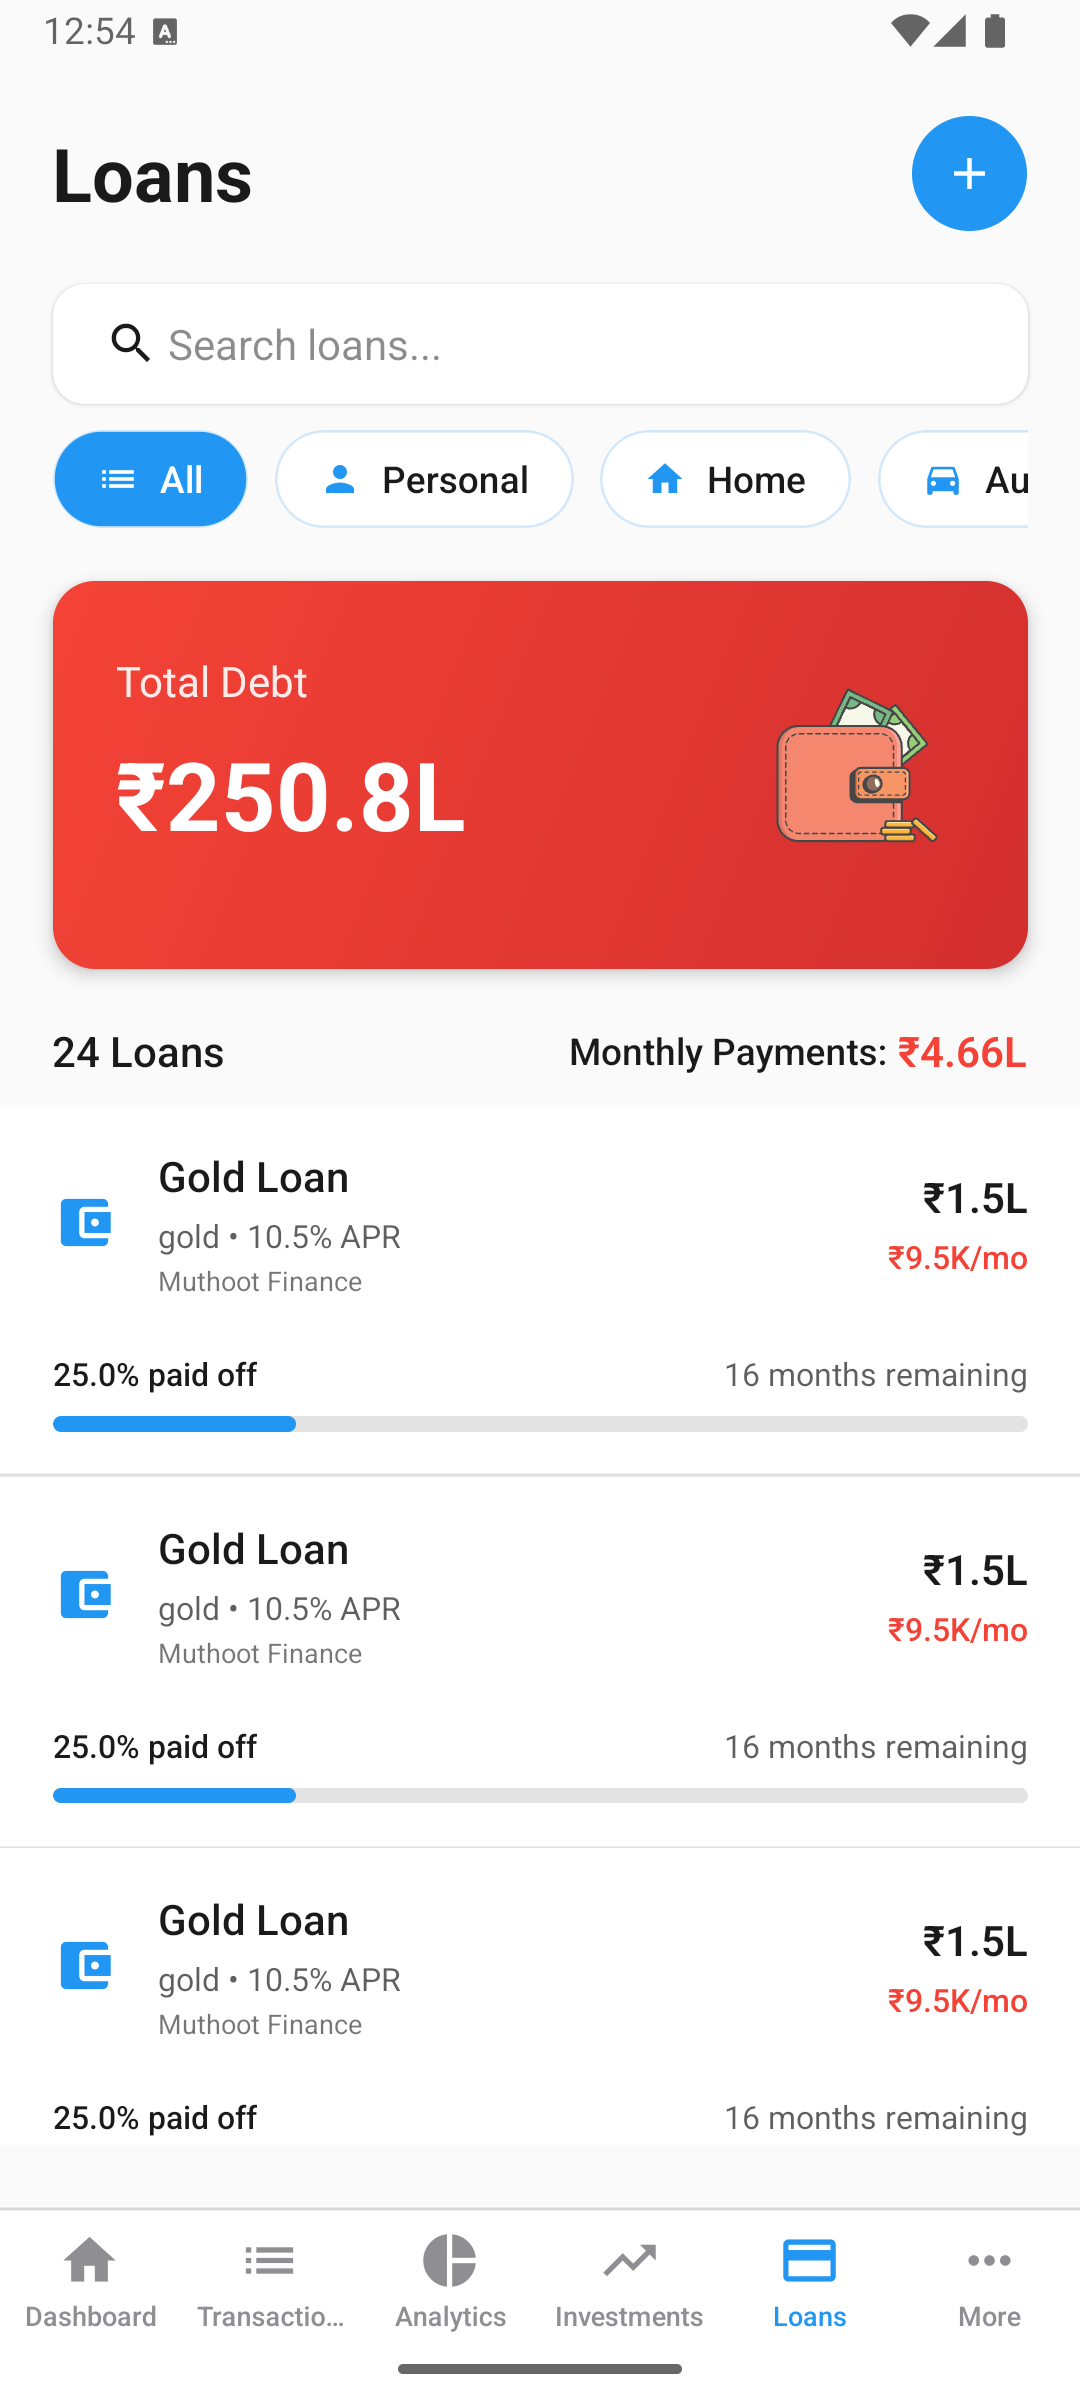 12:54
Loans
Search loans...
All
Personal
Home
Au
Total Debt
₹250.8L
24 Loans
Monthly Payments: ₹4.66L
Gold Loan
₹1.5L
gold • 10.5% APR
₹9.5K/mo
Muthoot Finance
25.0% paid off
16 months remaining
Gold Loan
₹1.5L
gold • 10.5% APR
₹9.5K/mo
Muthoot Finance
25.0% paid off
16 months remaining
Gold Loan
₹1.5L
gold • 10.5% APR
₹9.5K/mo
Muthoot Finance
25.0% paid off
16 months remaining
Dashboard
Transactio...
Analytics
Investments
Loans
More